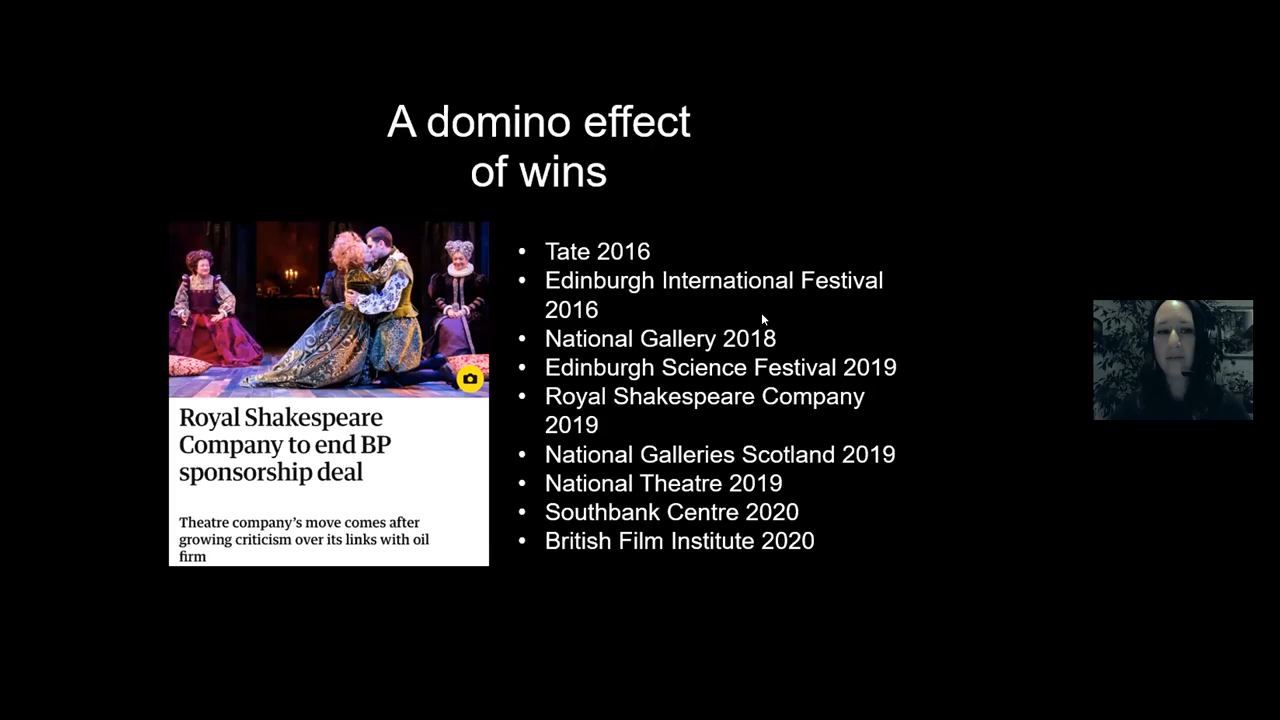 A domino effect
of wins
Royal Shakespeare
Company to end BP
sponsorship deal
Theatre company’s move comes after
growing criticism over its links with oil
firm
• Tate 2016
• Edinburgh International Festival
2016
• National Gallery 2018
• Edinburgh Science Festival 2019
• Royal Shakespeare Company
2019
• National Galleries Scotland 2019
• National Theatre 2019
• Southbank Centre 2020
• British Film Institute 2020